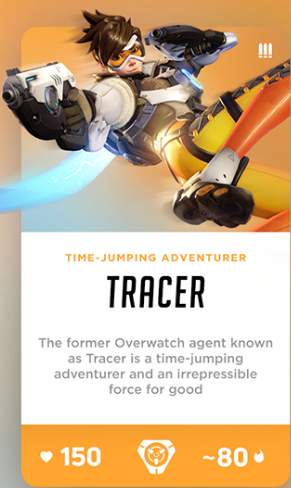 TIME-JUMPING ADVENTURER
TRACER
The former Overwatch agent known
as Tracer is a time-jumping
adventurer and an irrepressible
force for good
150
~80